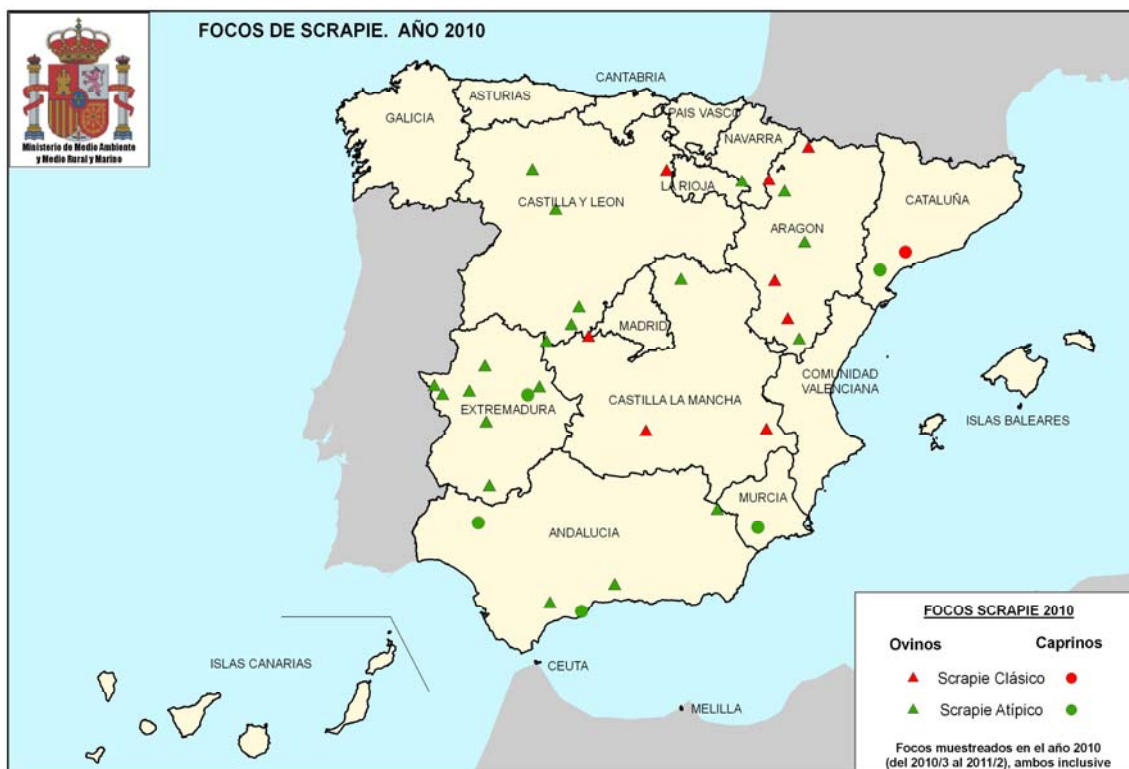 FOCOS DE SCRAPIE. AÑO 2010
Ministerio de Medio Ambiente
y Medio Rural y Marino
CANTABRIA
ASTURIAS
PAIS VASCO
GALICIA
NAVARRA
LA RIOJA
CASTILLA Y LEON
CATALUÑA
ARAGON
MADRID
COMUNIDAD
VALENCIANA
CASTILLA LA MANCHA
EXTREMADURA
ISLAS BALEARES
MURCIA
ANDALUCIA
ISLAS CANARIAS
CEUTA
MELILLA
FOCOS SCRAPIE 2010
Ovinos Caprinos
Scrapie Clásico
Scrapie Atípico
Focos muestreados en el año 2010
(del 2010/3 al 2011/2), ambos inclusive